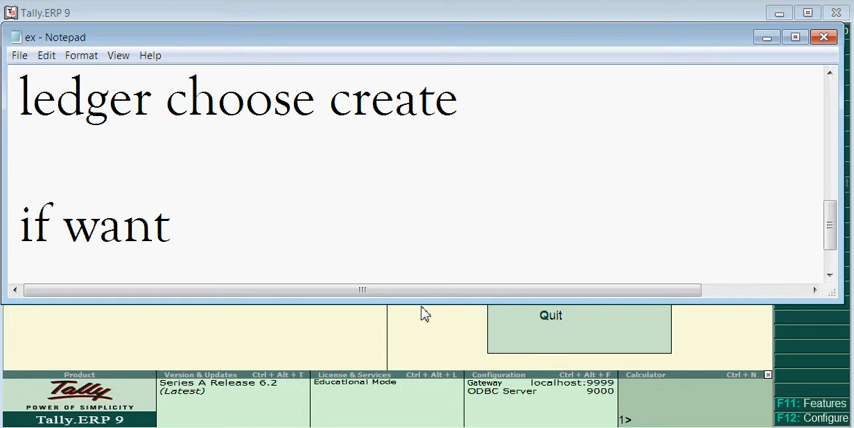 Tally.ERP 9
ex - Notepad
File Edit Format View Help
ledger choose create
if want
Quit
Product
Version & Updates Ctrl + Alt + T
License & Services Ctrl + Alt + L
Configuration Ctrl + Alt + F
Calculator Ctrl + N
Tally
POWER OF SIMPLICITY
Tally.ERP 9
Series A Release 6.2
(Latest)
Educational Mode
Gateway localhost:9999
ODBC Server 9000
1>
F11: Features
F12: Configure